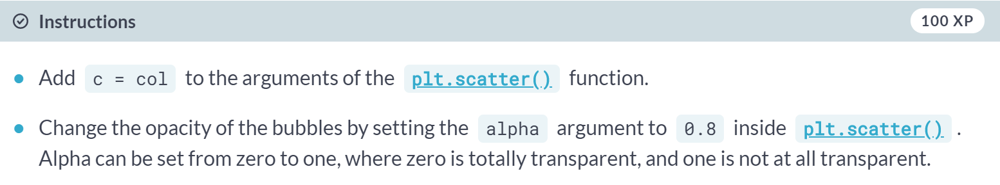 Instructions 100 XP
Add c = col to the arguments of the plt.scatter() function.
Change the opacity of the bubbles by setting the alpha argument to 0.8 inside plt.scatter() .
Alpha can be set from zero to one, where zero is totally transparent, and one is not at all transparent.